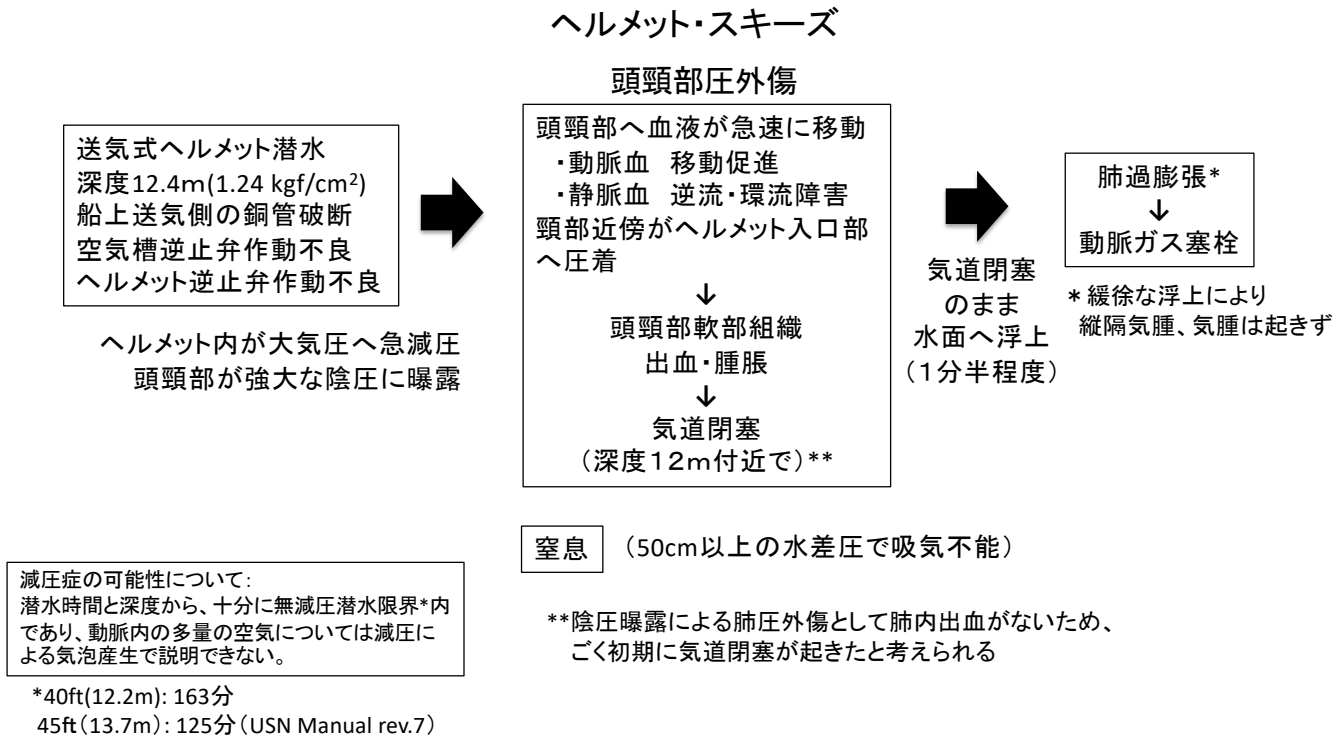 ヘルメット・スキーズ
送気式ヘルメット潜水
深度12.4m(1.24 kgf/cm²)
船上送気側の銅管破断
空気槽逆止弁作動不良
ヘルメット逆止弁作動不良
ヘルメット内が大気圧へ急減圧
頭頸部が強大な陰圧に曝露
頭頸部圧外傷
頭頸部へ血液が急速に移動
・動脈血 移動促進
・静脈血 逆流・環流障害
頸部近傍がヘルメット入口部
へ圧着
↓
頭頸部軟部組織
出血・腫脹
↓
気道閉塞
（深度12m付近で）**
気道閉塞
のまま
水面へ浮上
（1分半程度）
肺過膨張*
↓
動脈ガス塞栓
*緩徐な浮上により
縦隔気腫、気腫は起きず
窒息 （50cm以上の水差圧で吸気不能）
**陰圧曝露による肺圧外傷として肺内出血がないため、
ごく初期に気道閉塞が起きたと考えられる
減圧症の可能性について：
潜水時間と深度から、十分に無減圧潜水限界*内
であり、動脈内の多量の空気については減圧に
よる気泡産生で説明できない。
*40ft(12.2m): 163分
45ft(13.7m): 125分(USN Manual rev.7)